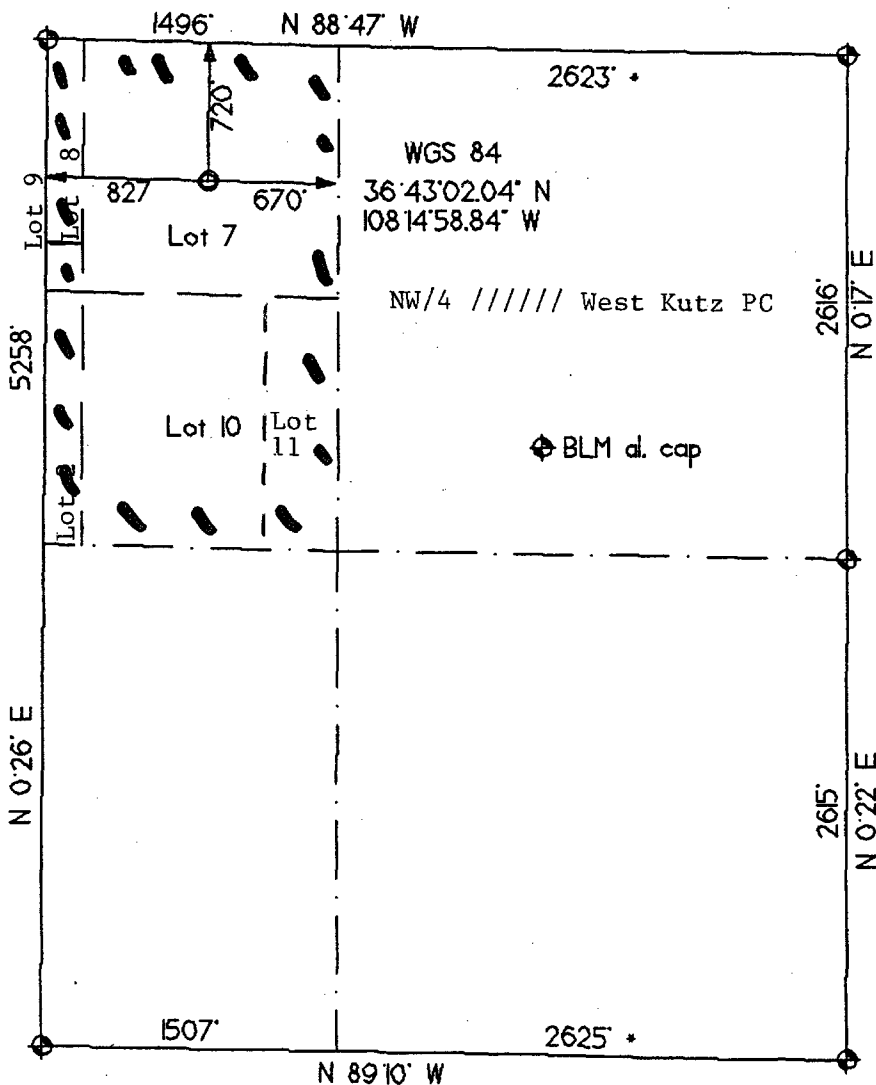 1496' N 88°47' W
2623' *
720'
WGS 84
36°43'02.04" N
108°14'58.84" W
Lot 9
Lot 8
827
670'
Lot 7
NW/4 ////// West Kutz PC
2616'
N 0°17' E
5258'
Lot 10
Lot
11
BLM al. cap
N 0°26' E
2615'
N 0°22' E
1507'
2625' *
N 89°10' W